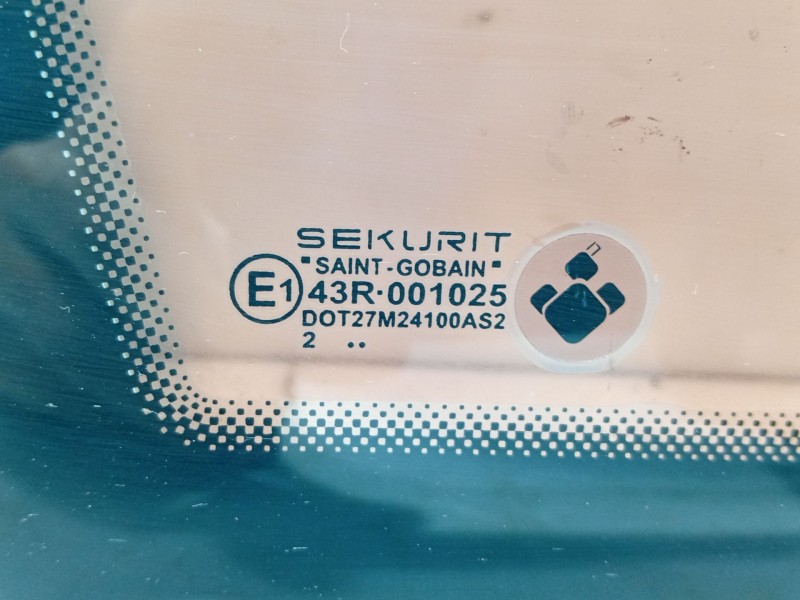 SEKURIT
"SAINT-GOBAIN"
E1 43R·001025
DOT27M24100AS2
2 ..